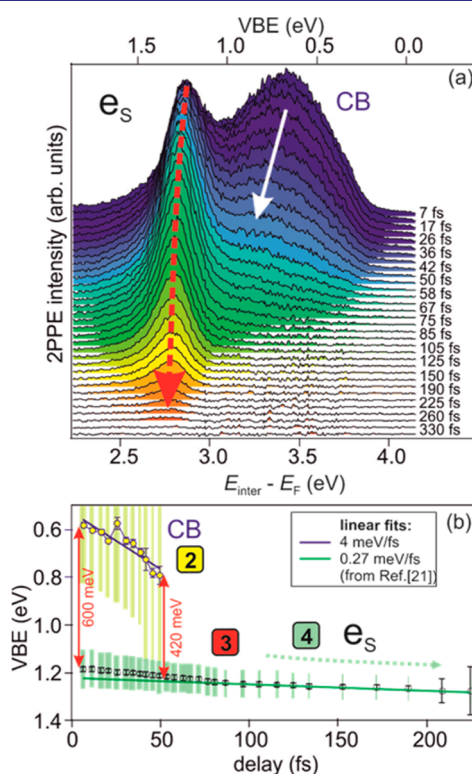 VBE (eV)
1.5 1.0 0.5 0.0
(a)
eS CB
2PPE intensity (arb. units)
7 fs
17 fs
26 fs
36 fs
42 fs
50 fs
58 fs
67 fs
75 fs
85 fs
105 fs
125 fs
150 fs
190 fs
225 fs
260 fs
330 fs
2.5 3.0 3.5 4.0
Einter - EF (eV)
(b)
VBE (eV)
0.6
0.8
1.0
1.2
1.4
CB
2
600 meV
420 meV
linear fits:
4 meV/fs
0.27 meV/fs
(from Ref.[21])
3
4
eS
0 50 100 150 200
delay (fs)